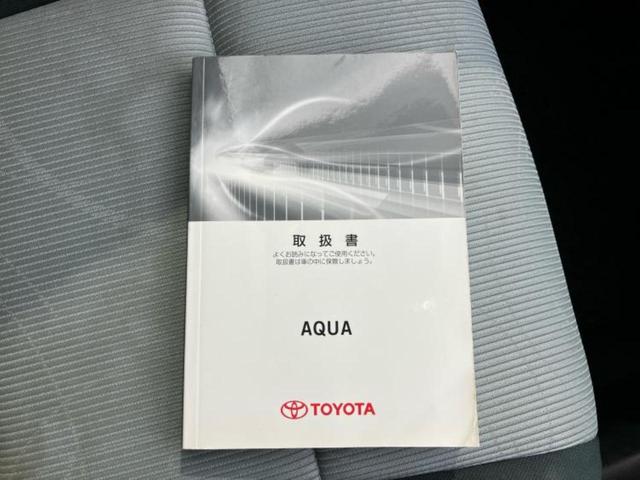 取扱書
よくお読みになってご使用ください。
取扱書は車の中に保管しましょう。
AQUA
TOYOTA